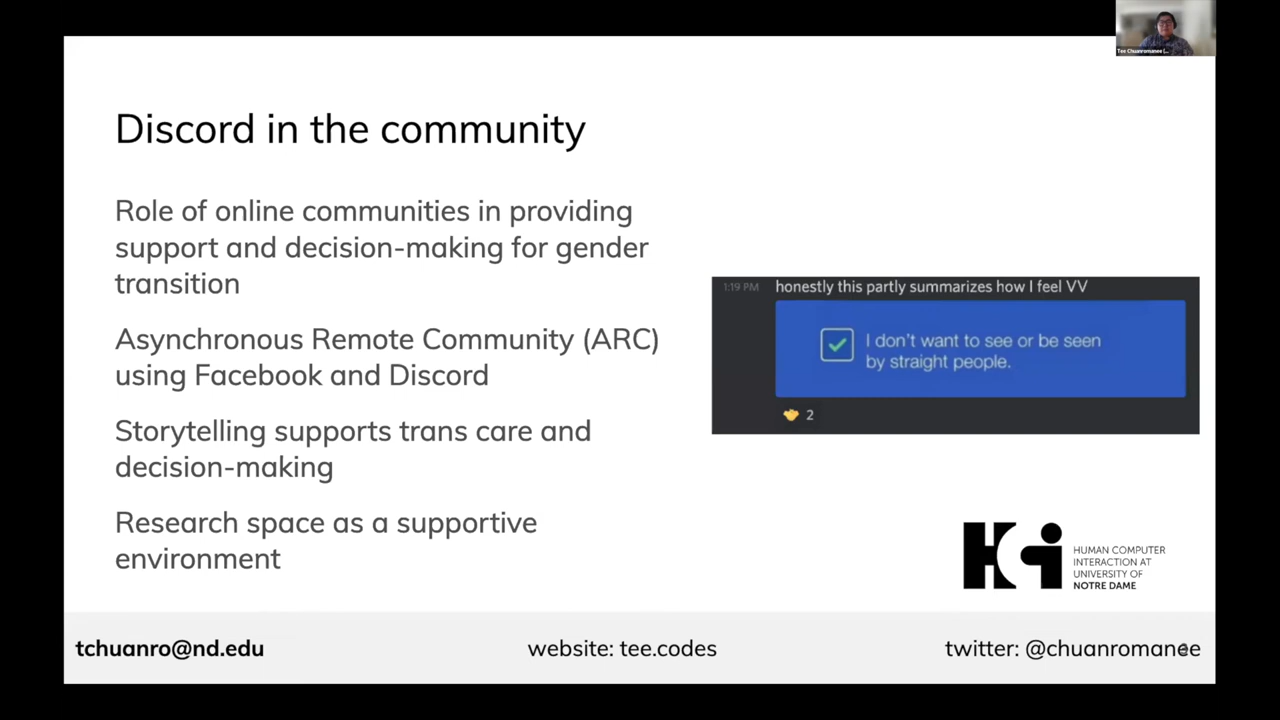 Tee Chuanromanee (...
Discord in the community
Role of online communities in providing
support and decision-making for gender
transition
Asynchronous Remote Community (ARC)
using Facebook and Discord
Storytelling supports trans care and
decision-making
Research space as a supportive
environment
1:19 PM honestly this partly summarizes how I feel VV
I don't want to see or be seen
by straight people.
2
HCI
HUMAN COMPUTER
INTERACTION AT
UNIVERSITY OF
NOTRE DAME
tchuanro@nd.edu
website: tee.codes
twitter: @chuanromanee